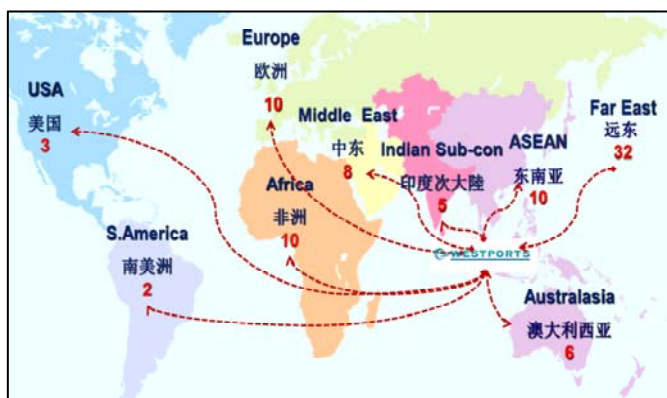 USA
美国
3
Europe
欧洲
10
Middle East
中东
8
Indian Sub-con
印度次大陸
5
ASEAN
东南亚
10
Far East
远东
32
Africa
非洲
10
S.America
南美洲
2
WESTPORTS
Australasia
澳大利西亚
6